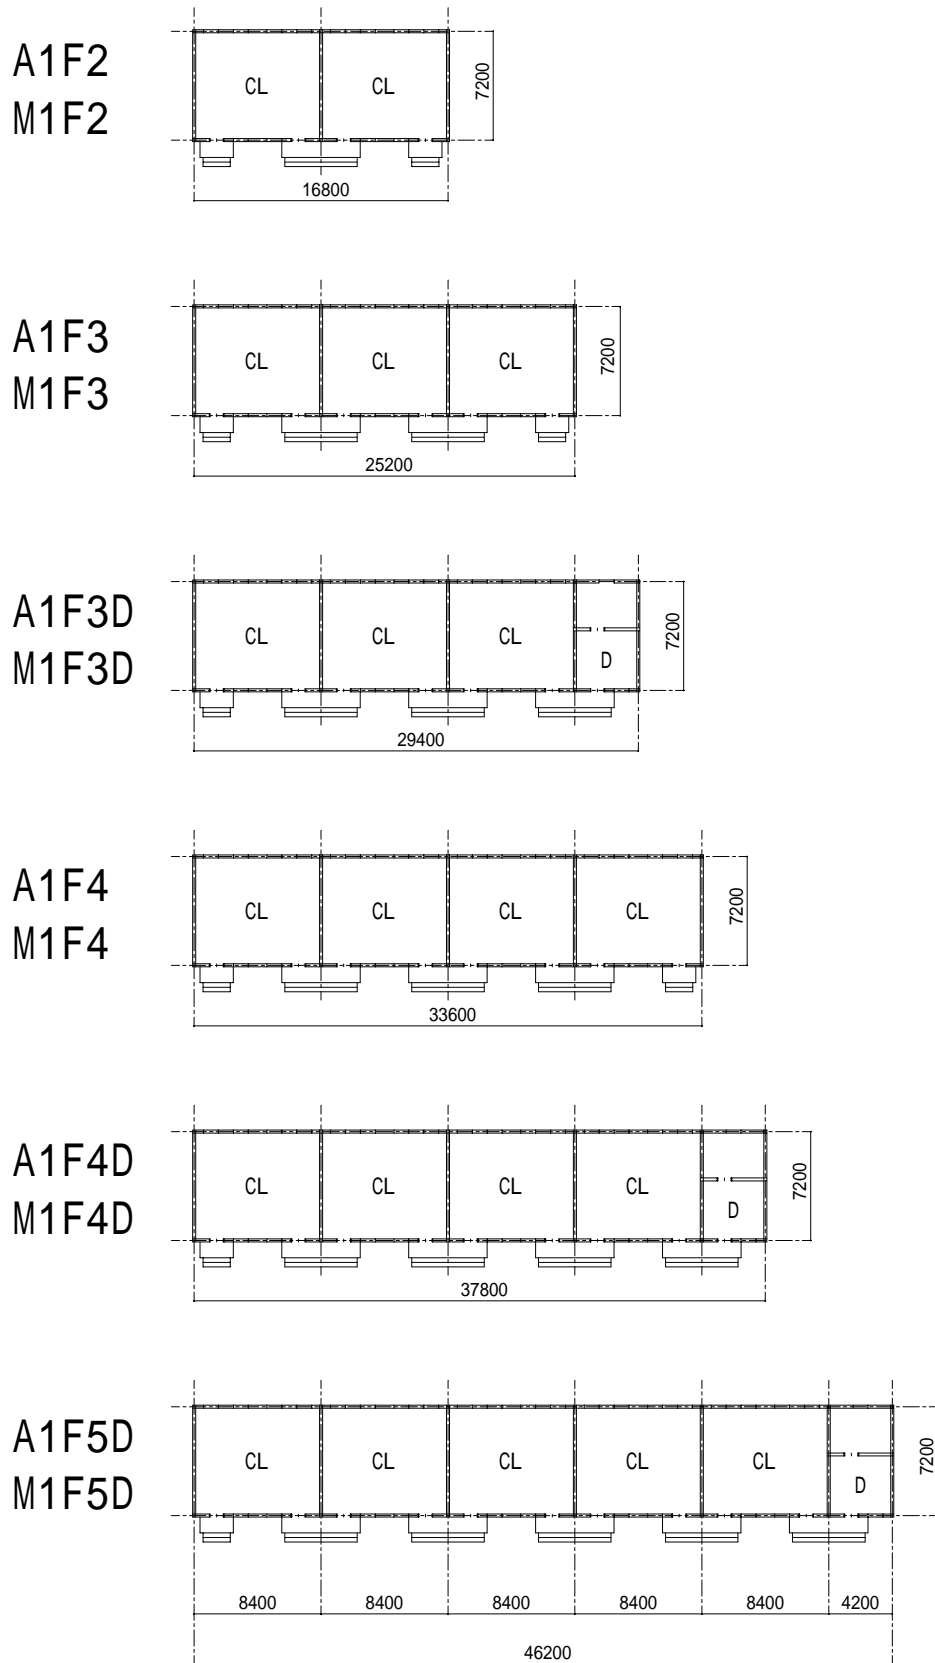 A1F2
M1F2
CL CL
7200
16800
A1F3
M1F3
CL CL CL
7200
25200
A1F3D
M1F3D
CL CL CL
D
7200
29400
A1F4
M1F4
CL CL CL CL
7200
33600
A1F4D
M1F4D
CL CL CL CL
D
7200
37800
A1F5D
M1F5D
CL CL CL CL CL
D
7200
8400 8400 8400 8400 8400 4200
46200